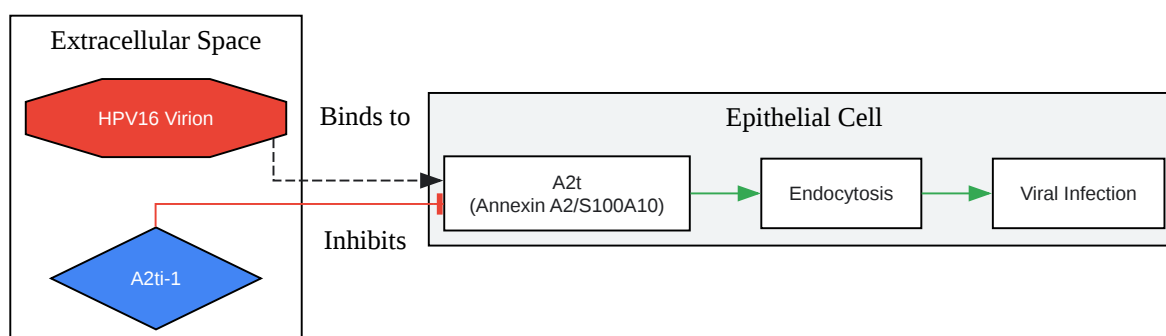 Extracellular Space
HPV16 Virion
Binds to
Epithelial Cell
A2t
(Annexin A2/S100A10)
Endocytosis
Viral Infection
Inhibits
A2ti-1